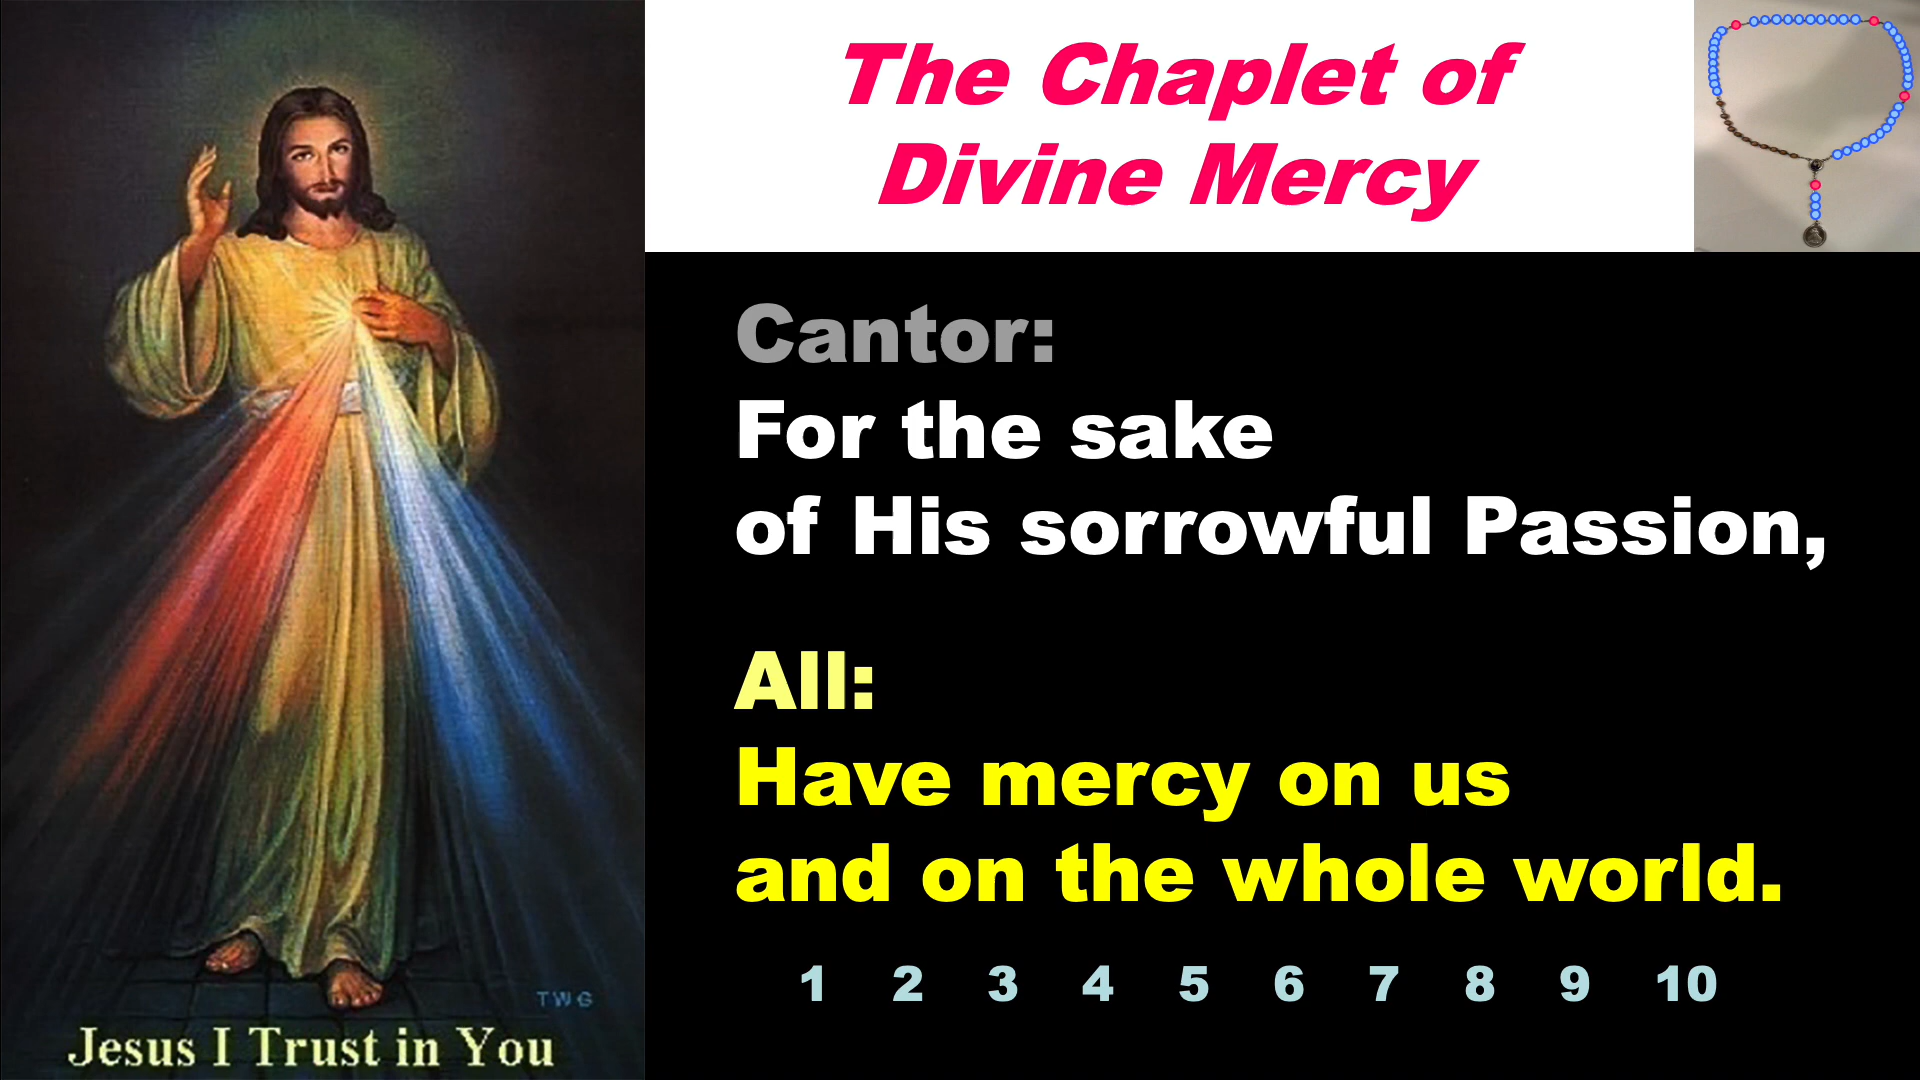 The Chaplet of
Divine Mercy
Cantor:
For the sake
of His sorrowful Passion,
All:
Have mercy on us
and on the whole world.
1 2 3 4 5 6 7 8 9 10
TWG
Jesus I Trust in You